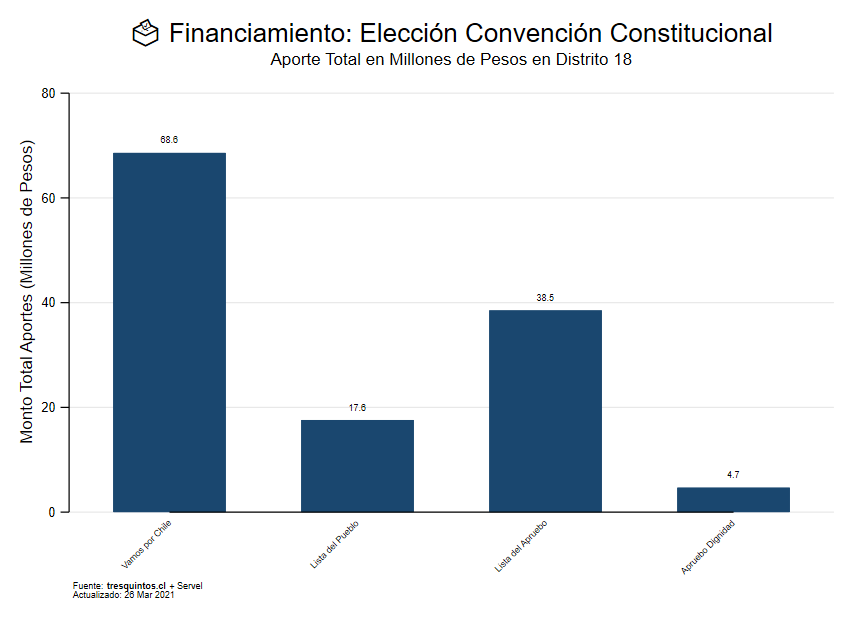 Financiamiento: Elección Convención Constitucional
Aporte Total en Millones de Pesos en Distrito 18
Monto Total Aportes (Millones de Pesos)
80
60
40
20
0
68.6
17.6
38.5
4.7
Vamos por Chile
Lista del Pueblo
Lista del Apruebo
Apruebo Dignidad
Fuente: tresquintos.cl + Servel
Actualizado: 26 Mar 2021